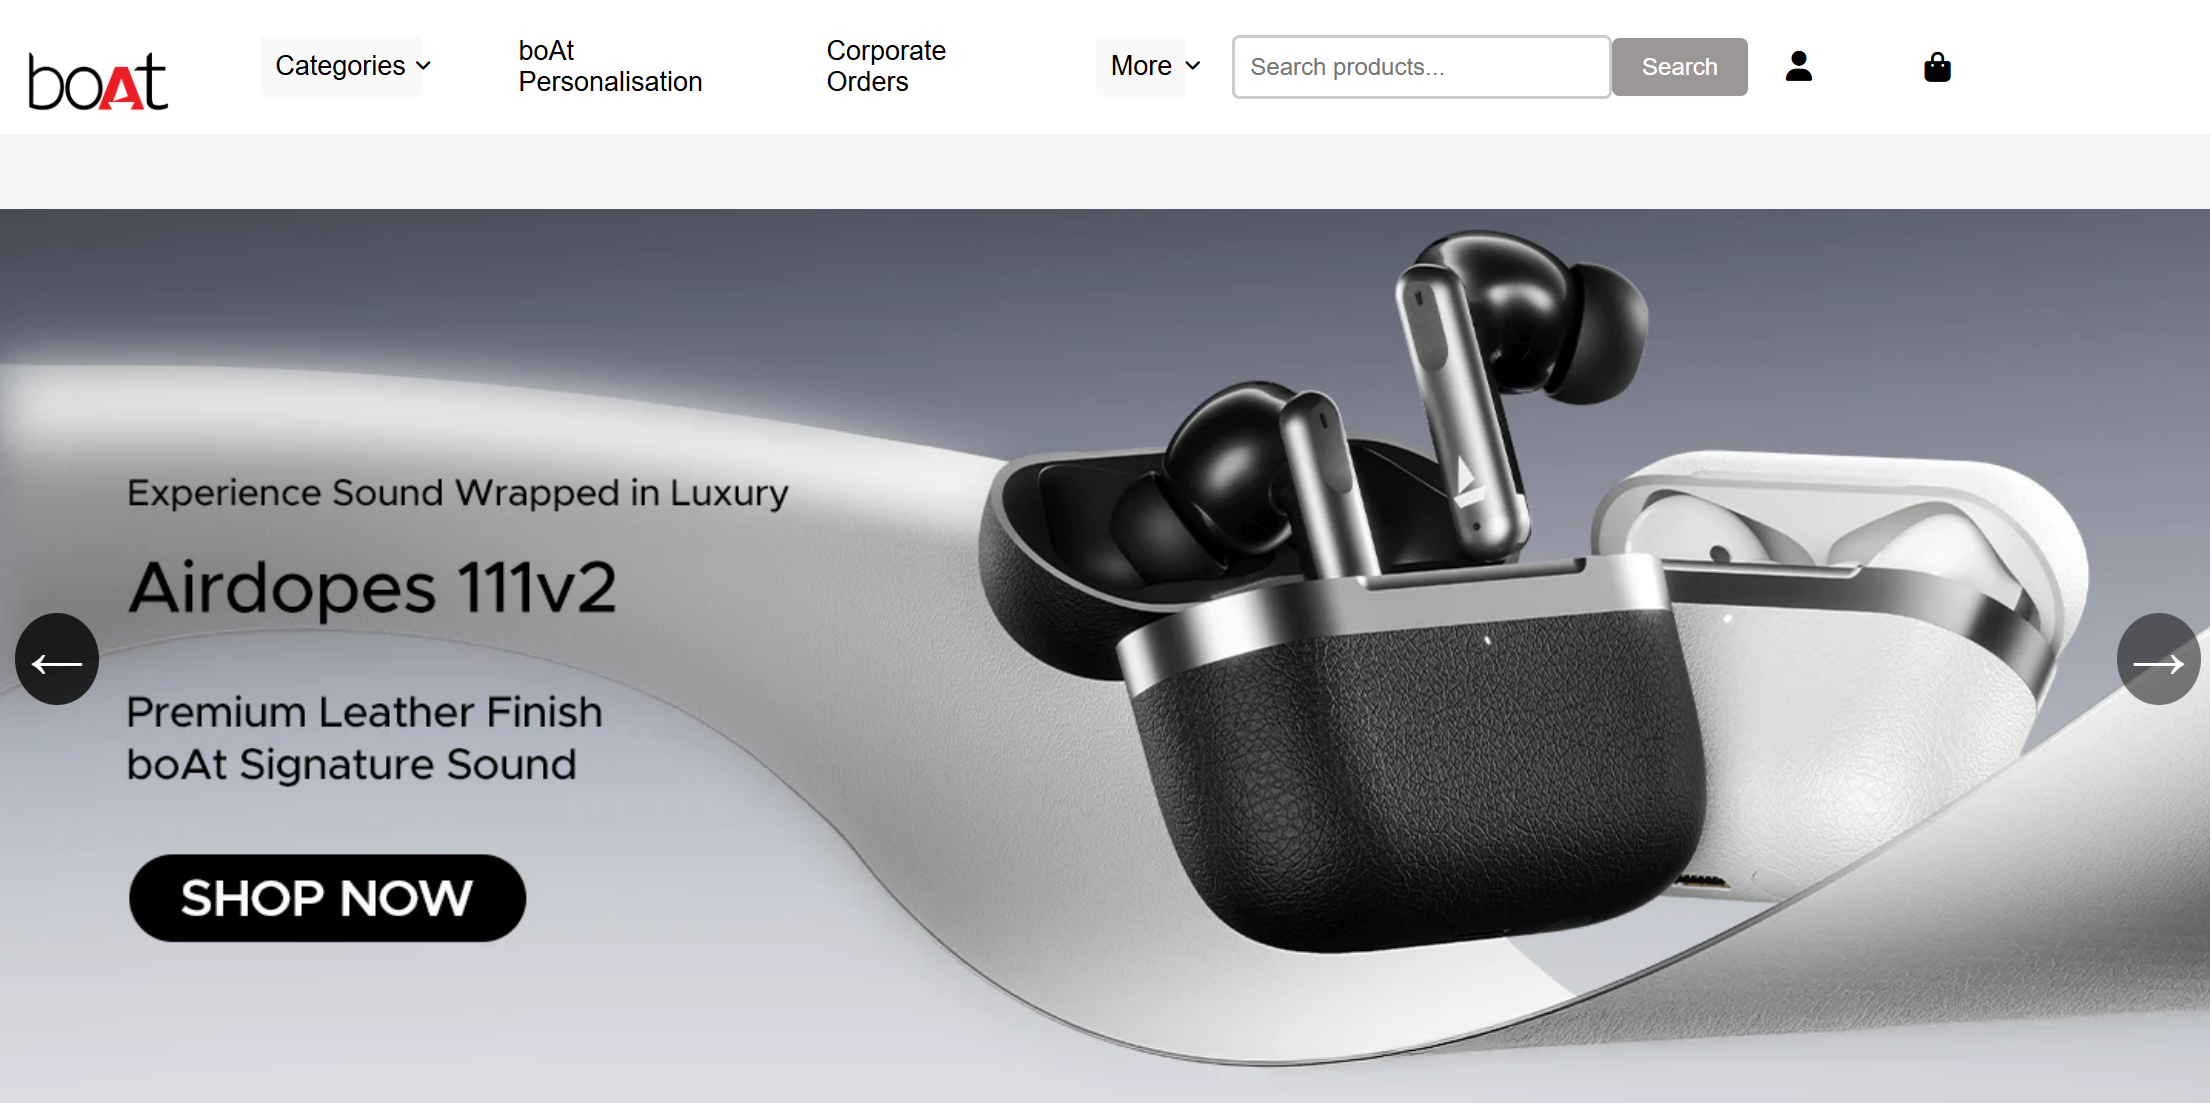 boAt
Categories
boAt
Personalisation
Corporate
Orders
More
Search products...
Search
Experience Sound Wrapped in Luxury
Airdopes 111v2
Premium Leather Finish
boAt Signature Sound
SHOP NOW